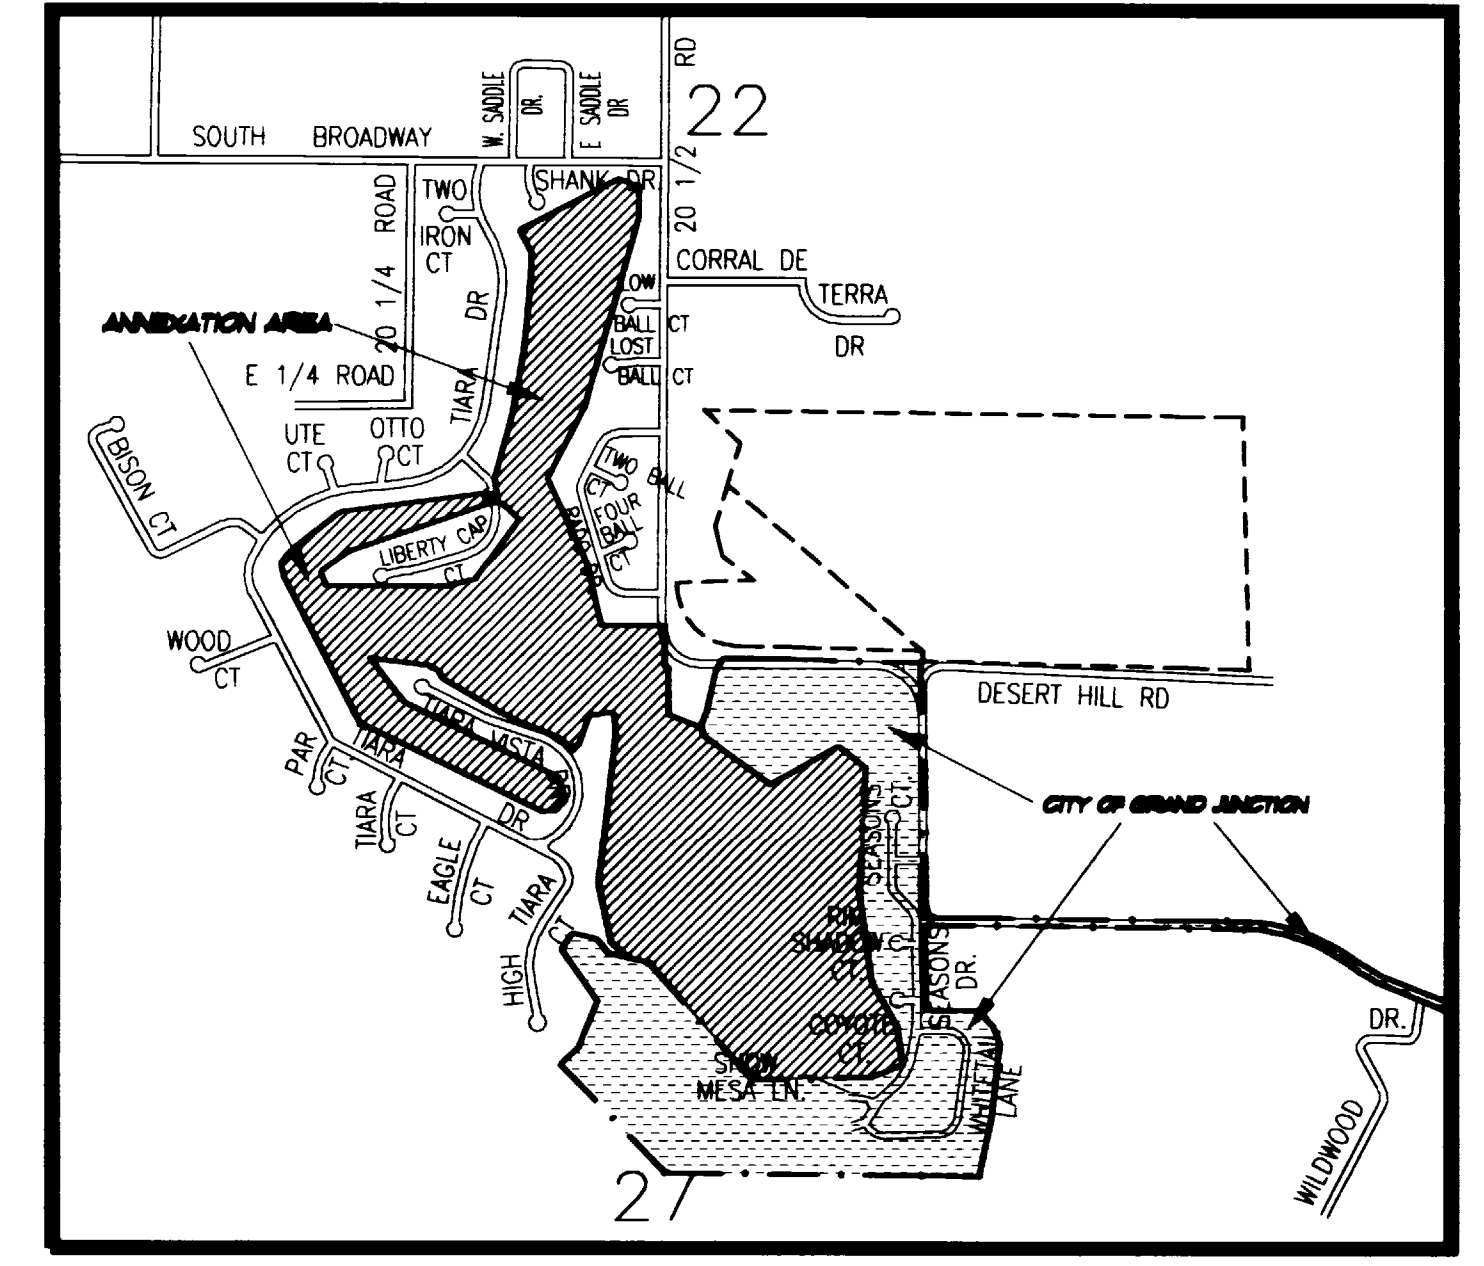 RD
W. SADDLE
DR.
E SADDLE
DR
22
SOUTH BROADWAY
20 1/2
SHANK DR.
TWO
IRON
CT
20 1/4 ROAD
CORRAL DE
TERRA
DR
TIARA DR
BALL CT
LOST
BALL CT
ANNEXATION AREA
E 1/4 ROAD
UTE
CT
OTTO
CT
BISON CT
TWO BALL
CT
FOUR
BALL
CT
LIBERTY CAP
CT
WOOD
CT
DESERT HILL RD
TIARA VISTA DR
PAR
CT
TIARA
DR
TIARA
CT
EAGLE
CT
HIGH
TIARA
CT
CITY OF GRAND JUNCTION
SEASONS
CT.
RIM
SHADOW
CT.
SEASONS
DR.
COYOTE
CT.
SNOW
MESA LN.
WHITETAIL
LANE
DR.
WILDWOOD
2